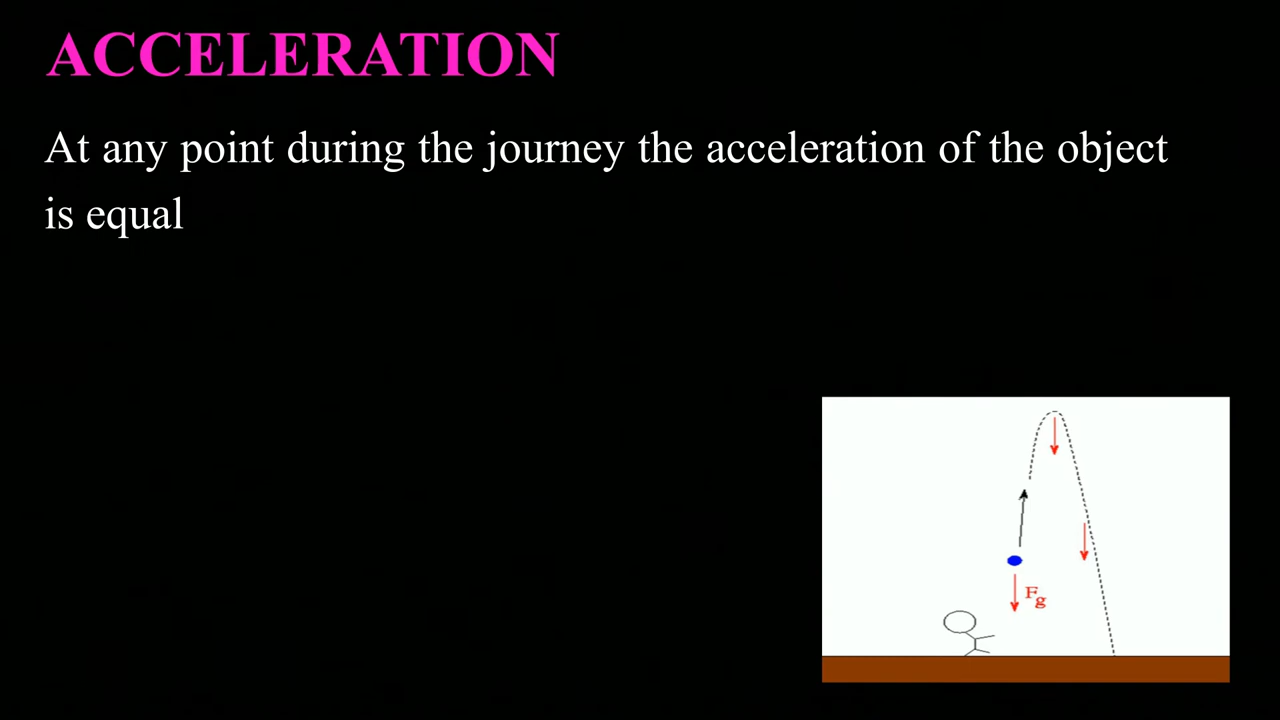 ACCELERATION
At any point during the journey the acceleration of the object
is equal
Fg